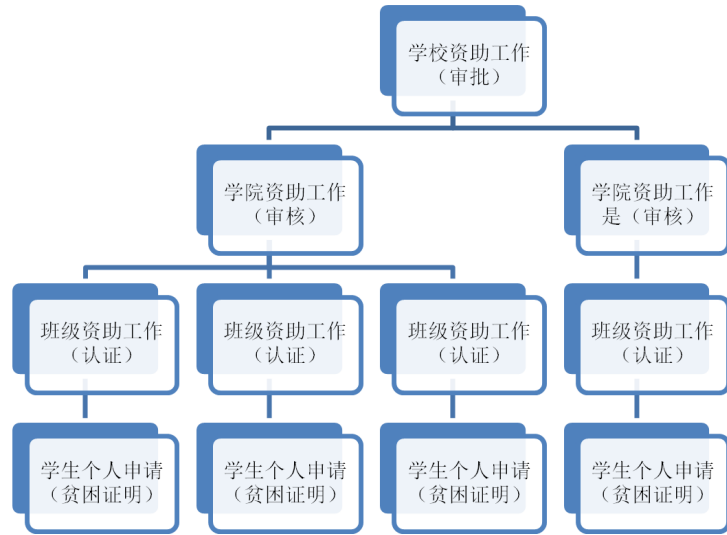 学校资助工作
（审批）
学院资助工作
（审核）
学院资助工作
是（审核）
班级资助工作
（认证）
班级资助工作
（认证）
班级资助工作
（认证）
班级资助工作
（认证）
学生个人申请
（贫困证明）
学生个人申请
（贫困证明）
学生个人申请
（贫困证明）
学生个人申请
（贫困证明）